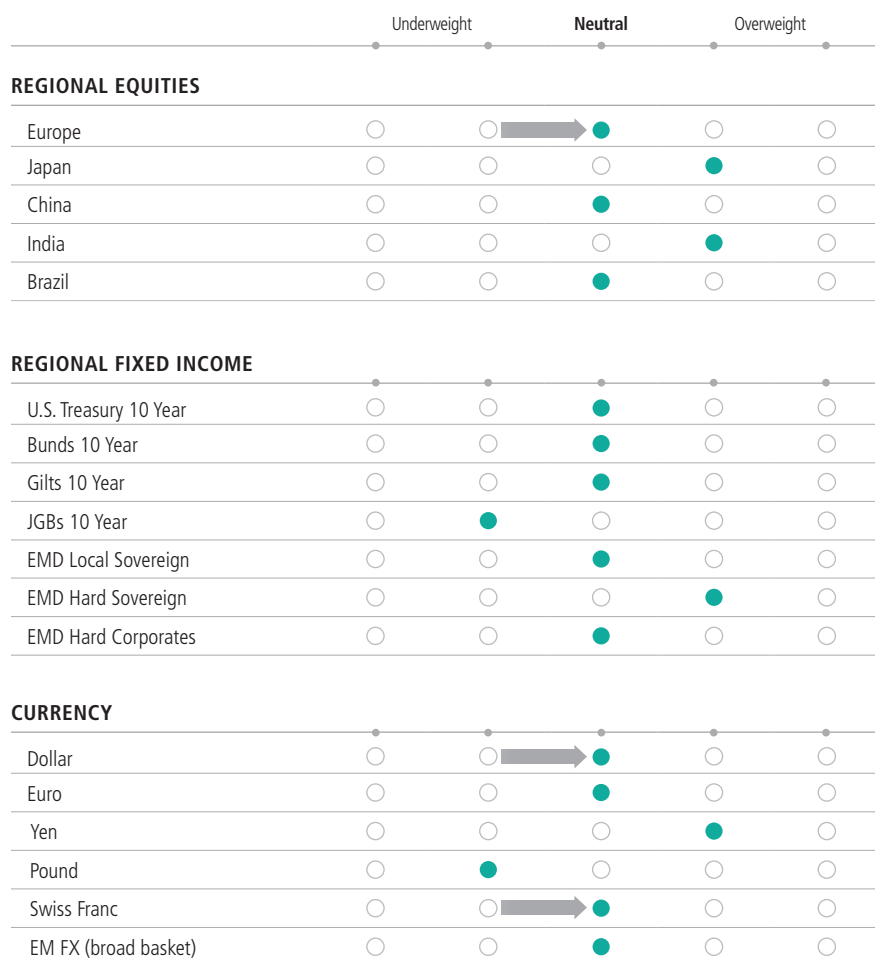 Underweight Neutral Overweight
REGIONAL EQUITIES
Europe
Japan
China
India
Brazil
REGIONAL FIXED INCOME
U.S. Treasury 10 Year
Bunds 10 Year
Gilts 10 Year
JGBs 10 Year
EMD Local Sovereign
EMD Hard Sovereign
EMD Hard Corporates
CURRENCY
Dollar
Euro
Yen
Pound
Swiss Franc
EM FX (broad basket)